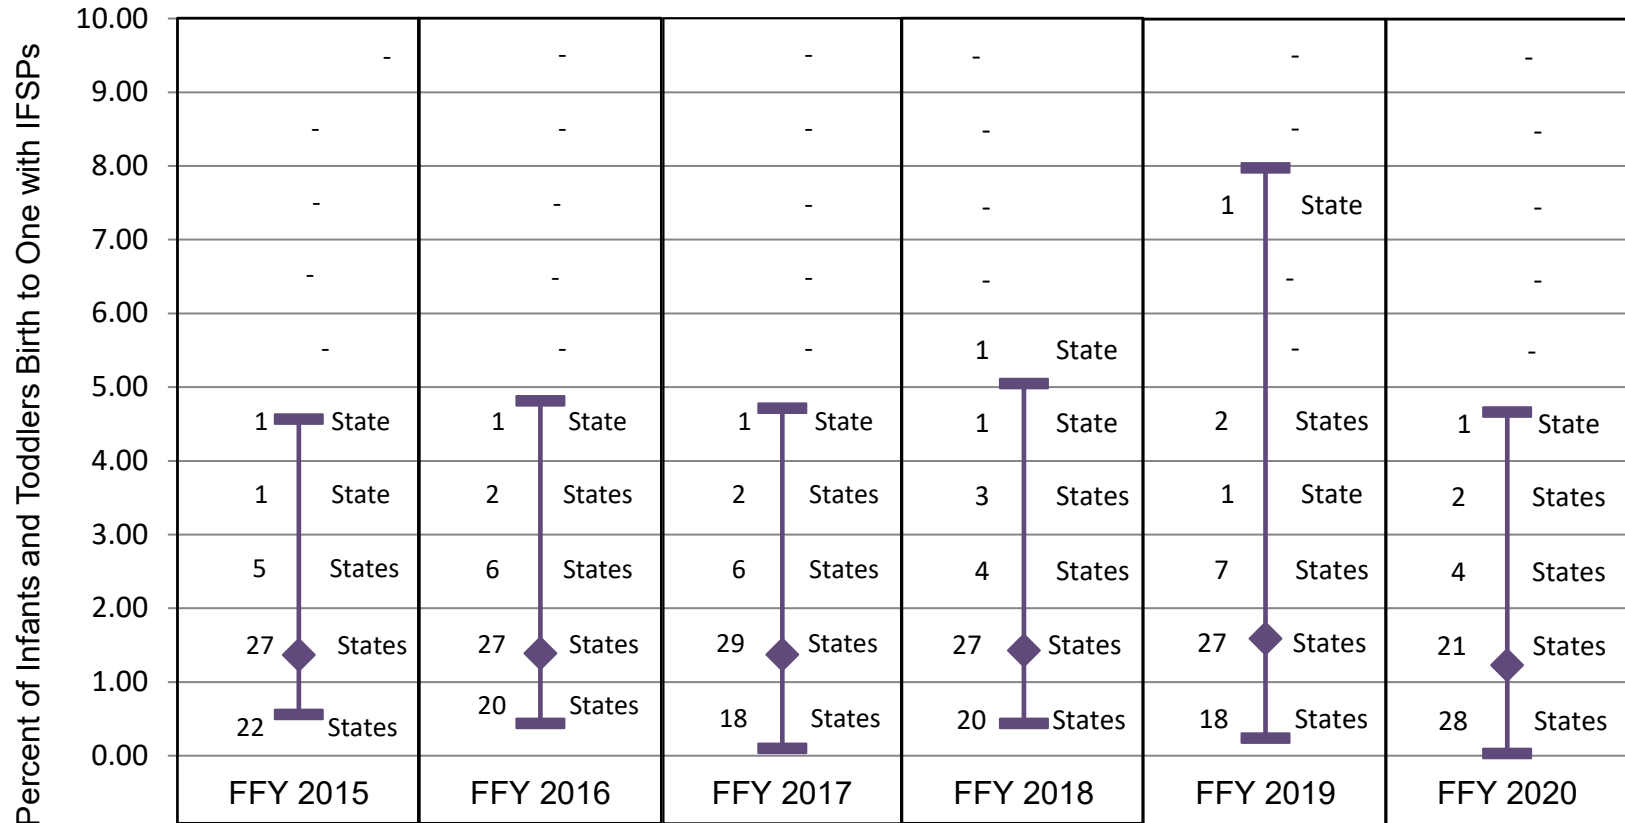 Percent of Infants and Toddlers Birth to One with IFSPs
10.00
- - - - - -
9.00
- - - - - -
8.00
- - - - 1 State -
7.00
- - - - - -
6.00
- - - 1 State - -
5.00
1 State 1 State 1 State 1 State 2 States 1 State
4.00
1 State 2 States 2 States 3 States 1 State 2 States
3.00
5 States 6 States 6 States 4 States 7 States 4 States
2.00
27 States 27 States 29 States 27 States 27 States 21 States
1.00
22 States 20 States 18 States 20 States 18 States 28 States
0.00
FFY 2015 FFY 2016 FFY 2017 FFY 2018 FFY 2019 FFY 2020